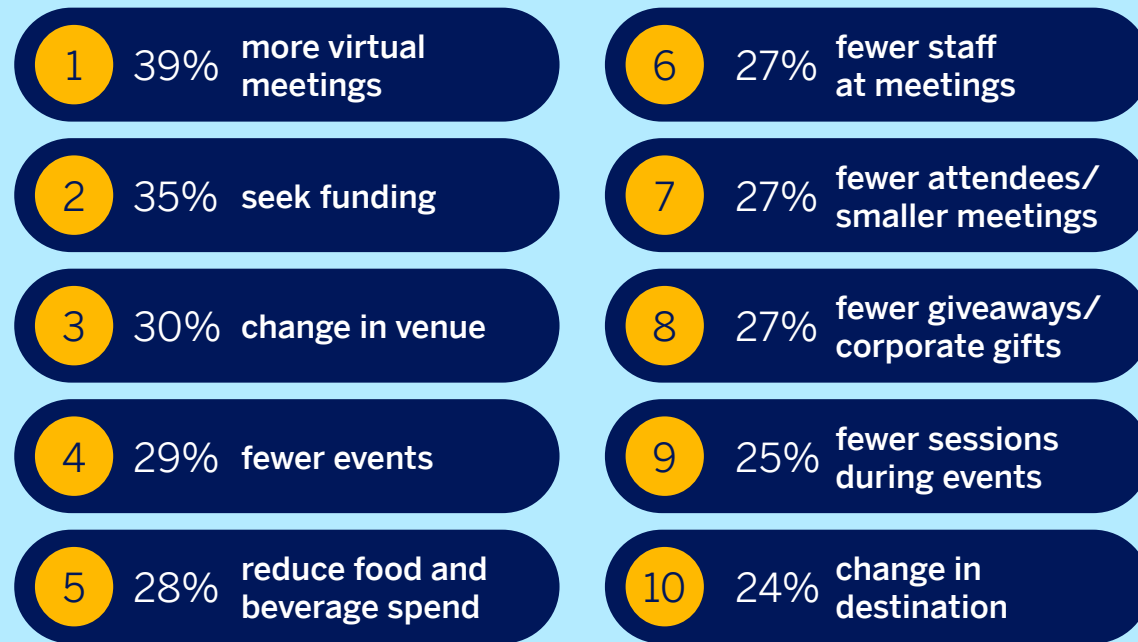 1 39% more virtual
meetings
2 35% seek funding
3 30% change in venue
4 29% fewer events
5 28% reduce food and
beverage spend
6 27% fewer staff
at meetings
7 27% fewer attendees/
smaller meetings
8 27% fewer giveaways/
corporate gifts
9 25% fewer sessions
during events
10 24% change in
destination